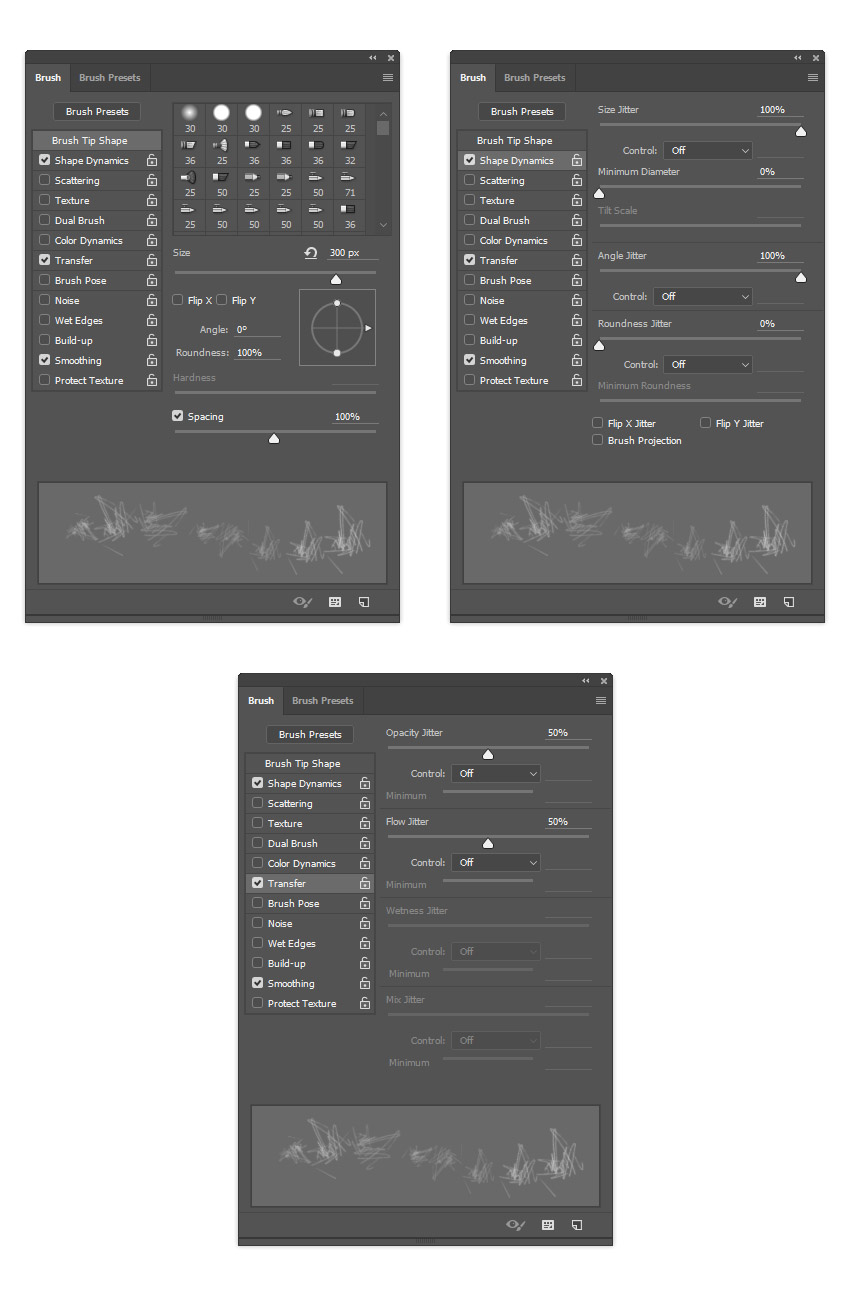 Brush Brush Presets
Brush Presets
Brush Tip Shape
Shape Dynamics
Scattering
Texture
Dual Brush
Color Dynamics
Transfer
Brush Pose
Noise
Wet Edges
Build-up
Smoothing
Protect Texture
30 30 30 25 25 25
36 25 36 36 36 32
25 50 25 25 50 71
25 50 50 50 50 36
Size 300 px
Flip X Flip Y
Angle: 0º
Roundness: 100%
Hardness
Spacing 100%
Brush Brush Presets
Brush Presets
Brush Tip Shape
Shape Dynamics
Scattering
Texture
Dual Brush
Color Dynamics
Transfer
Brush Pose
Noise
Wet Edges
Build-up
Smoothing
Protect Texture
Size Jitter 100%
Control: Off
Minimum Diameter 0%
Tilt Scale
Angle Jitter 100%
Control: Off
Roundness Jitter 0%
Control: Off
Minimum Roundness
Flip X Jitter Flip Y Jitter
Brush Projection
Brush Brush Presets
Brush Presets
Brush Tip Shape
Shape Dynamics
Scattering
Texture
Dual Brush
Color Dynamics
Transfer
Brush Pose
Noise
Wet Edges
Build-up
Smoothing
Protect Texture
Opacity Jitter 50%
Control: Off
Minimum
Flow Jitter 50%
Control: Off
Minimum
Wetness Jitter
Control: Off
Minimum
Mix Jitter
Control: Off
Minimum